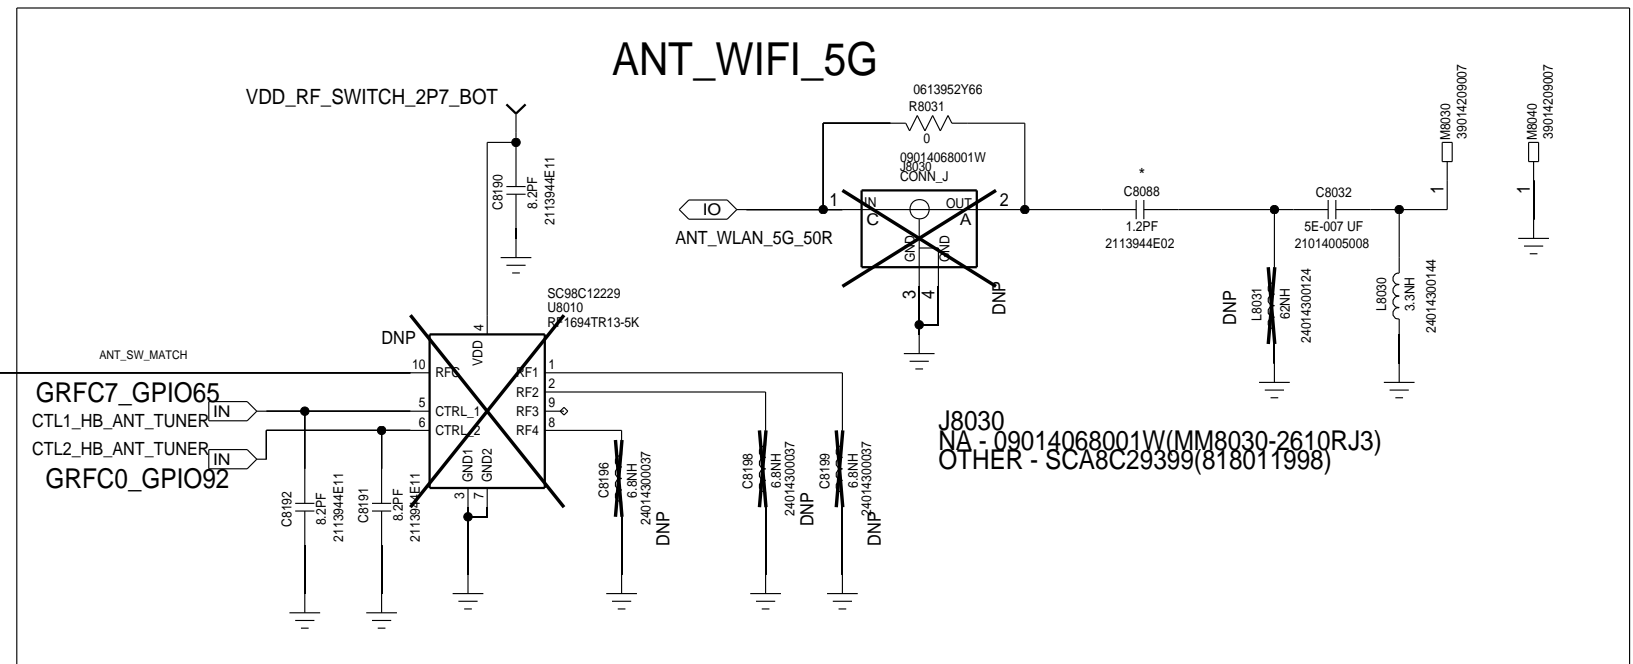 ANT_WIFI_5G
VDD_RF_SWITCH_2P7_BOT
C8190
8.2PF
2113944E11
0613952Y66
R8031
0
09014068001W
J8030
CONN_J
IO
ANT_WLAN_5G_50R
1
IN
C
OUT
A
2
GND
GND
3
4
DNP
*
C8088
1.2PF
2113944E02
C8032
5E-007 UF
21014005008
1
M8030
39014209007
1
M8040
39014209007
DNP
L8031
62NH
24014300124
L8030
3.3NH
24014300144
SC98C12229
U8010
RF1694TR13-5K
DNP
4
VDD
ANT_SW_MATCH
10
RFC
RF1
1
GRFC7_GPIO65
IN
CTL1_HB_ANT_TUNER
5
CTRL_1
RF2
2
RF3
9
CTL2_HB_ANT_TUNER
IN
6
CTRL_2
RF4
8
GRFC0_GPIO92
GND1
GND2
3
7
C8192
8.2PF
2113944E11
C8191
8.2PF
2113944E11
C8196
6.8NH
24014300037
DNP
C8198
6.8NH
24014300037
DNP
C8199
6.8NH
24014300037
DNP
J8030
NA - 09014068001W(MM8030-2610RJ3)
OTHER - SCA8C29399(818011998)